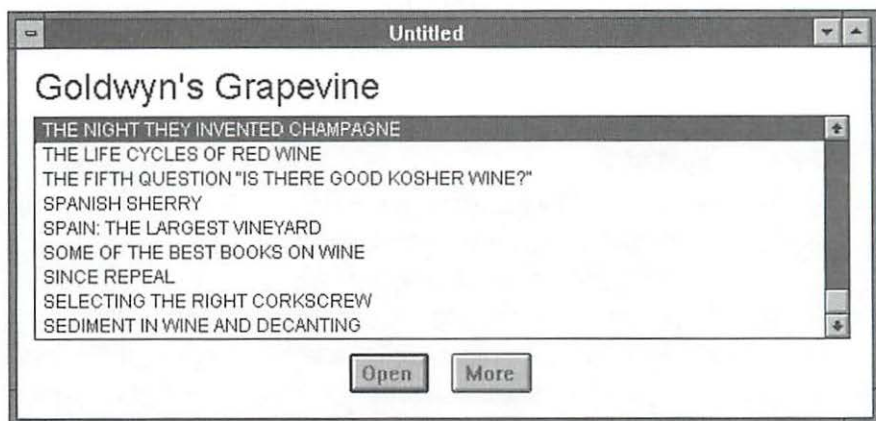 Untitled
Goldwyn's Grapevine
THE NIGHT THEY INVENTED CHAMPAGNE
THE LIFE CYCLES OF RED WINE
THE FIFTH QUESTION "IS THERE GOOD KOSHER WINE?"
SPANISH SHERRY
SPAIN: THE LARGEST VINEYARD
SOME OF THE BEST BOOKS ON WINE
SINCE REPEAL
SELECTING THE RIGHT CORKSCREW
SEDIMENT IN WINE AND DECANTING
Open More